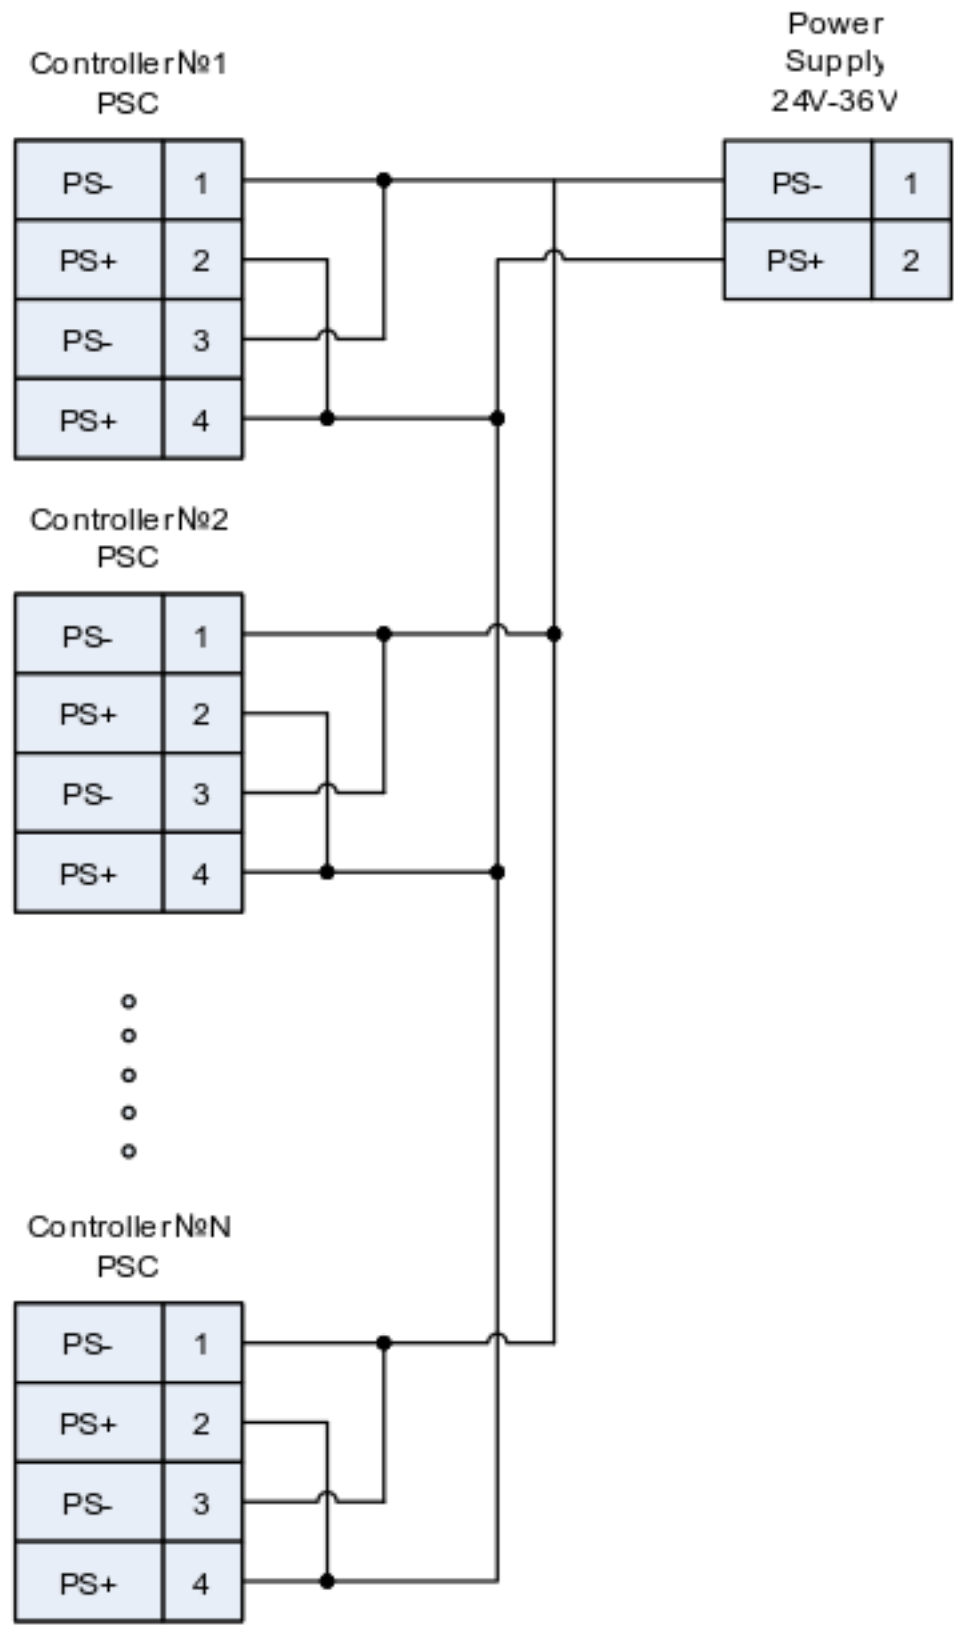 Controller№1
PSC
PS- 1
PS+ 2
PS- 3
PS+ 4
Power
Supply
24V-36V
PS- 1
PS+ 2
Controller№2
PSC
PS- 1
PS+ 2
PS- 3
PS+ 4
Controller№N
PSC
PS- 1
PS+ 2
PS- 3
PS+ 4